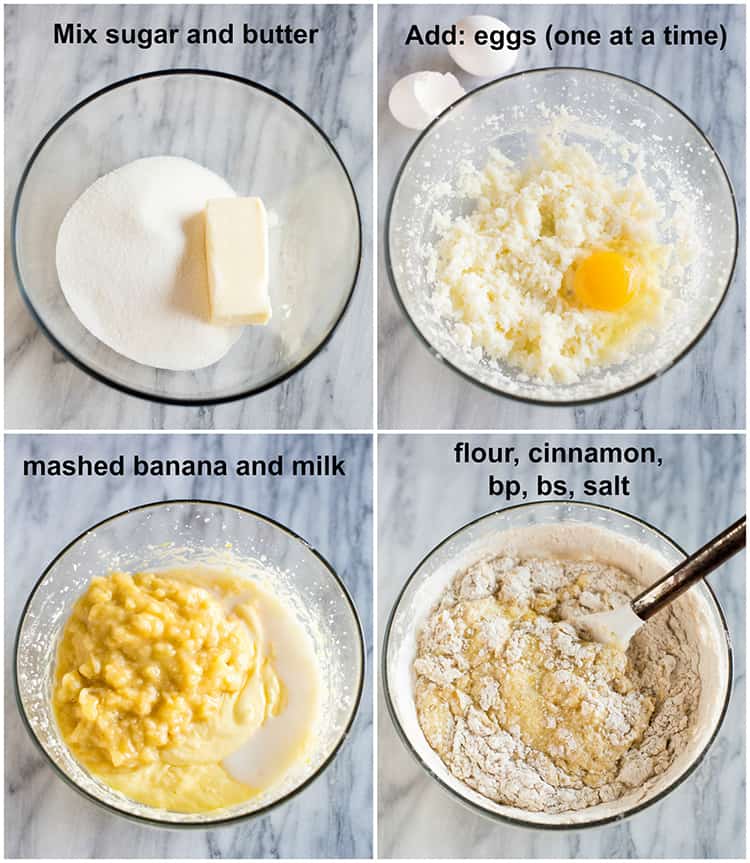 Mix sugar and butter
Add: eggs (one at a time)
mashed banana and milk
flour, cinnamon,
bp, bs, salt